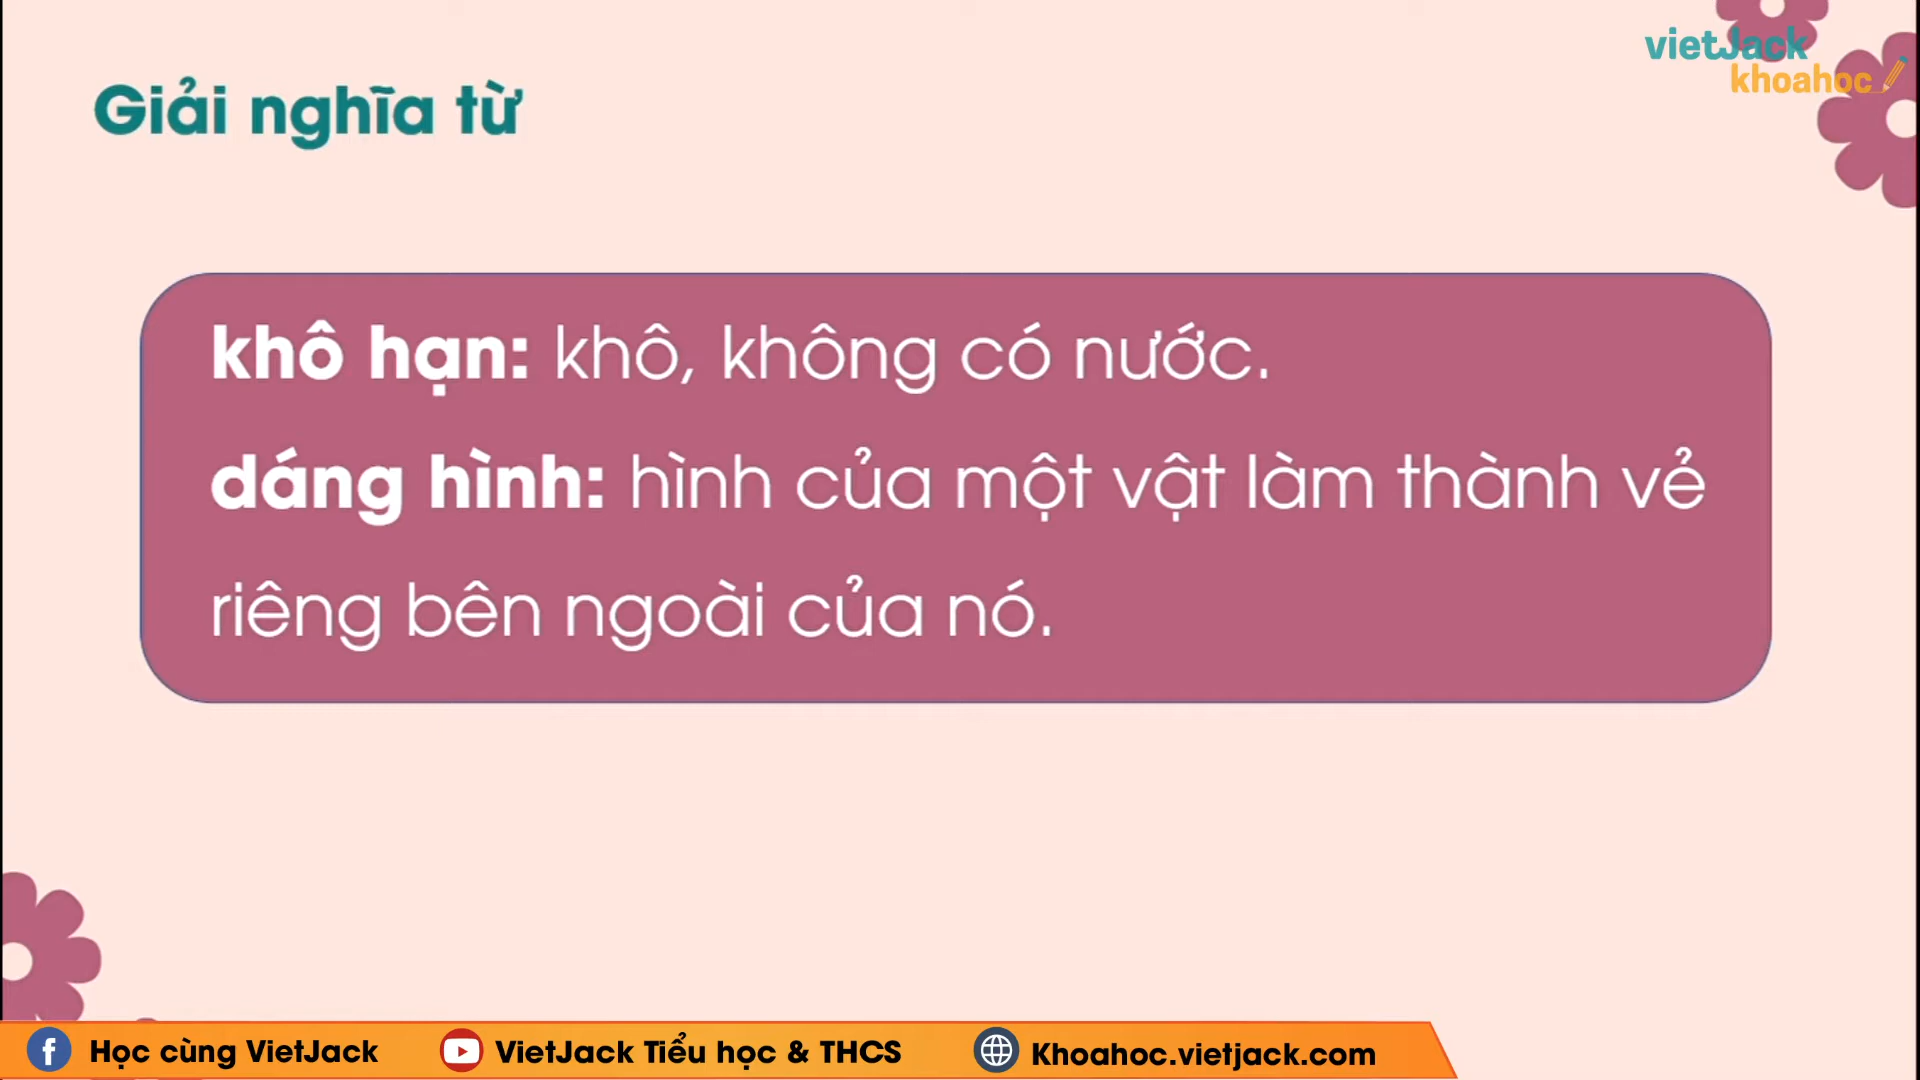 vietJack
khoahoc
Giải nghĩa từ
khô hạn: khô, không có nước.
dáng hình: hình của một vật làm thành vẻ
riêng bên ngoài của nó.
Học cùng VietJack
VietJack Tiểu học & THCS
Khoahoc.vietjack.com